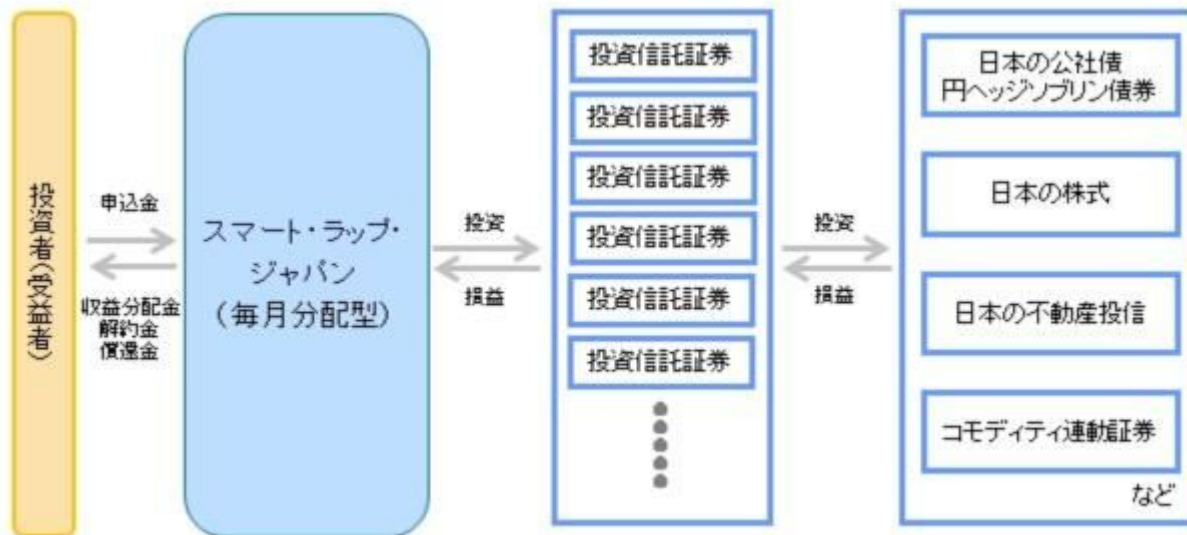 投資者(受益者)
申込金
収益分配金
解約金
償還金
スマート・ラップ・
ジャパン
(毎月分配型)
投資
損益
投資信託証券
投資信託証券
投資信託証券
投資信託証券
投資信託証券
投資信託証券
投資
損益
日本の公社債
円ヘッジソブリン債券
日本の株式
日本の不動産投信
コモディティ連動証券
など